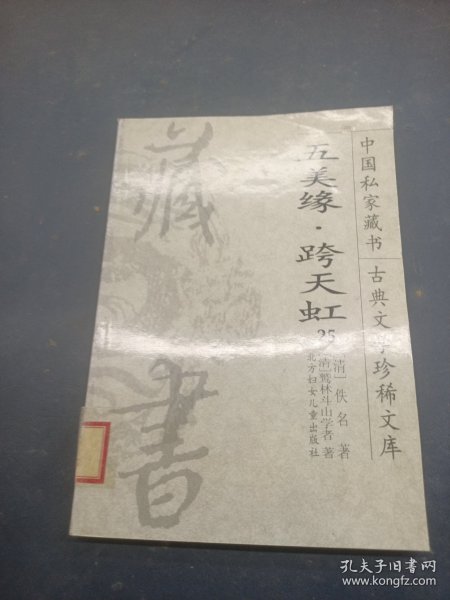 中国私家藏书
古典文学珍稀文库
五美缘·跨天虹
25
[清]佚名 著
[清]鹫林斗山学者 著
北方妇女儿童出版社
藏書
孔夫子旧书网
www.kongfz.com